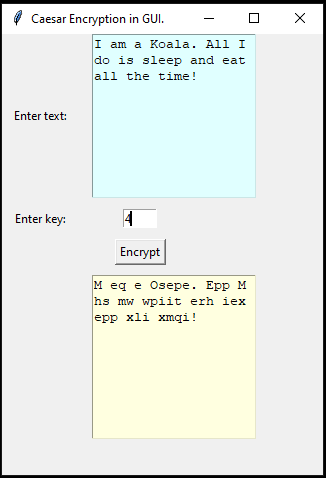 Caesar Encryption in GUI.
I am a Koala. All I
do is sleep and eat
all the time!
Enter text:
Enter key:
4
Encrypt
M eq e Osepe. Epp M
hs mw wpiit erh iex
epp xli xmqi!